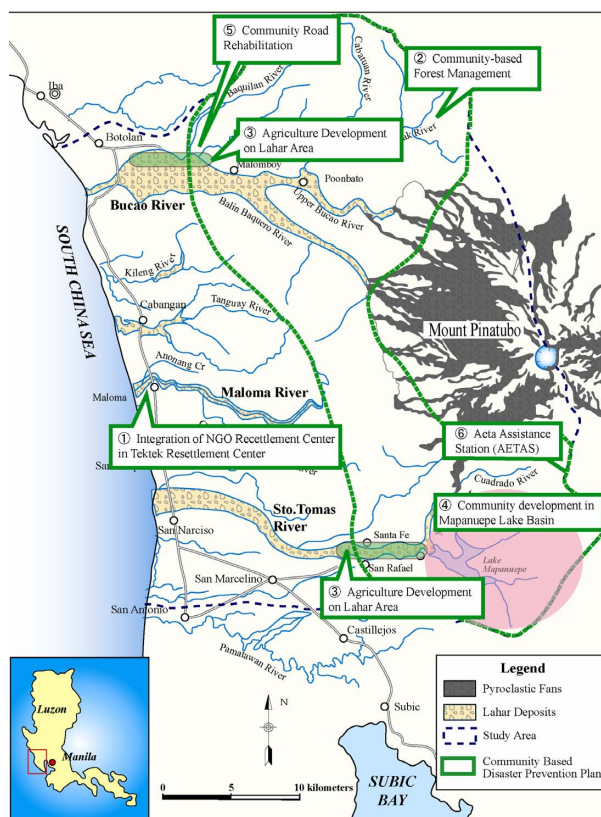 ⑤ Community Road
Rehabilitation
② Community-based
Forest Management
Cabatuan River
Baquilan River
Iba
Botolan
③ Agriculture Development
on Lahar Area
Malomboy
Poonbato
Bucao River
Upper Bucao River
Balin Baquero River
SOUTH CHINA SEA
Kileng River
Tanguay River
Cabangan
Mount Pinatubo
Anonang Cr
Maloma
Maloma River
① Integration of NGO Recettlement Center
in Tektek Resettlement Center
⑥ Aeta Assistance
Station (AETAS)
Cuadrado River
④ Community development in
Mapanuepe Lake Basin
Sto.Tomas
River
San Narciso
Santa Fe
San Rafael
Lake
Mapanuepe
San Marcelino
③ Agriculture Development
on Lahar Area
San Antonio
Castillejos
Pamatawan River
Subic
SUBIC
BAY
N
0 5 10 kilometers
Luzon
Manila
Legend
Pyroclastic Fans
Lahar Deposits
Study Area
Community Based
Disaster Prevention Plan